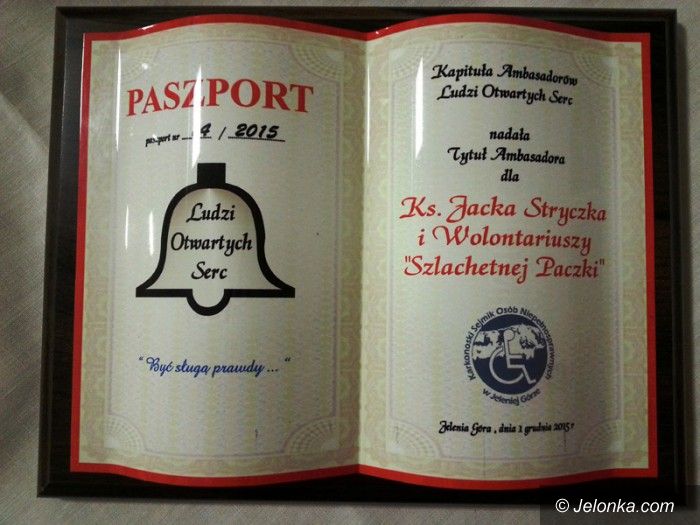 PASZPORT
paszport nr 4 / 2015
Ludzi
Otwartych
Serc
"Być sługą prawdy ... "
Kapituła Ambasadorów
Ludzi Otwartych Serc
nadała
Tytuł Ambasadora
dla
Ks. Jacka Stryczka
i Wolontariuszy
"Szlachetnej Paczki"
Karkonoski Sejmik Osób Niepełnosprawnych
w Jeleniej Górze
Jelenia Góra , dnia 1 grudnia 2015 r
© Jelonka.com